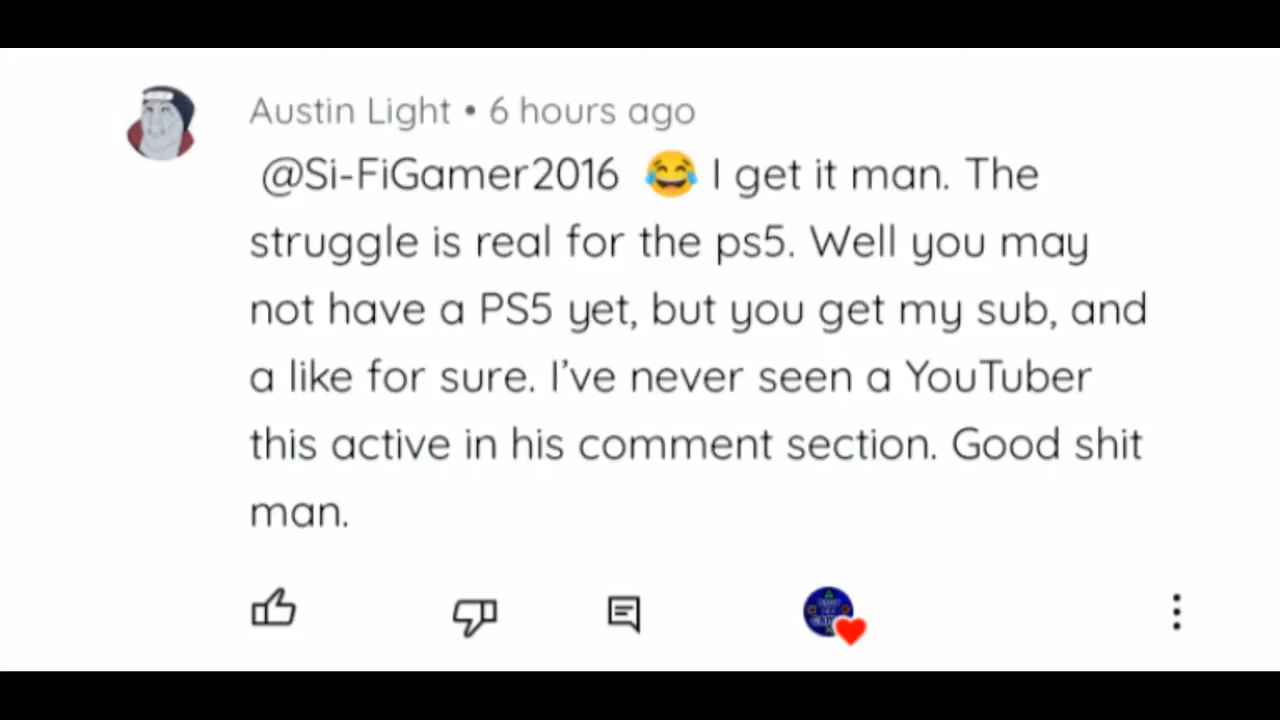 Austin Light • 6 hours ago
@Si-FiGamer2016 😂 I get it man. The
struggle is real for the ps5. Well you may
not have a PS5 yet, but you get my sub, and
a like for sure. I've never seen a YouTuber
this active in his comment section. Good shit
man.